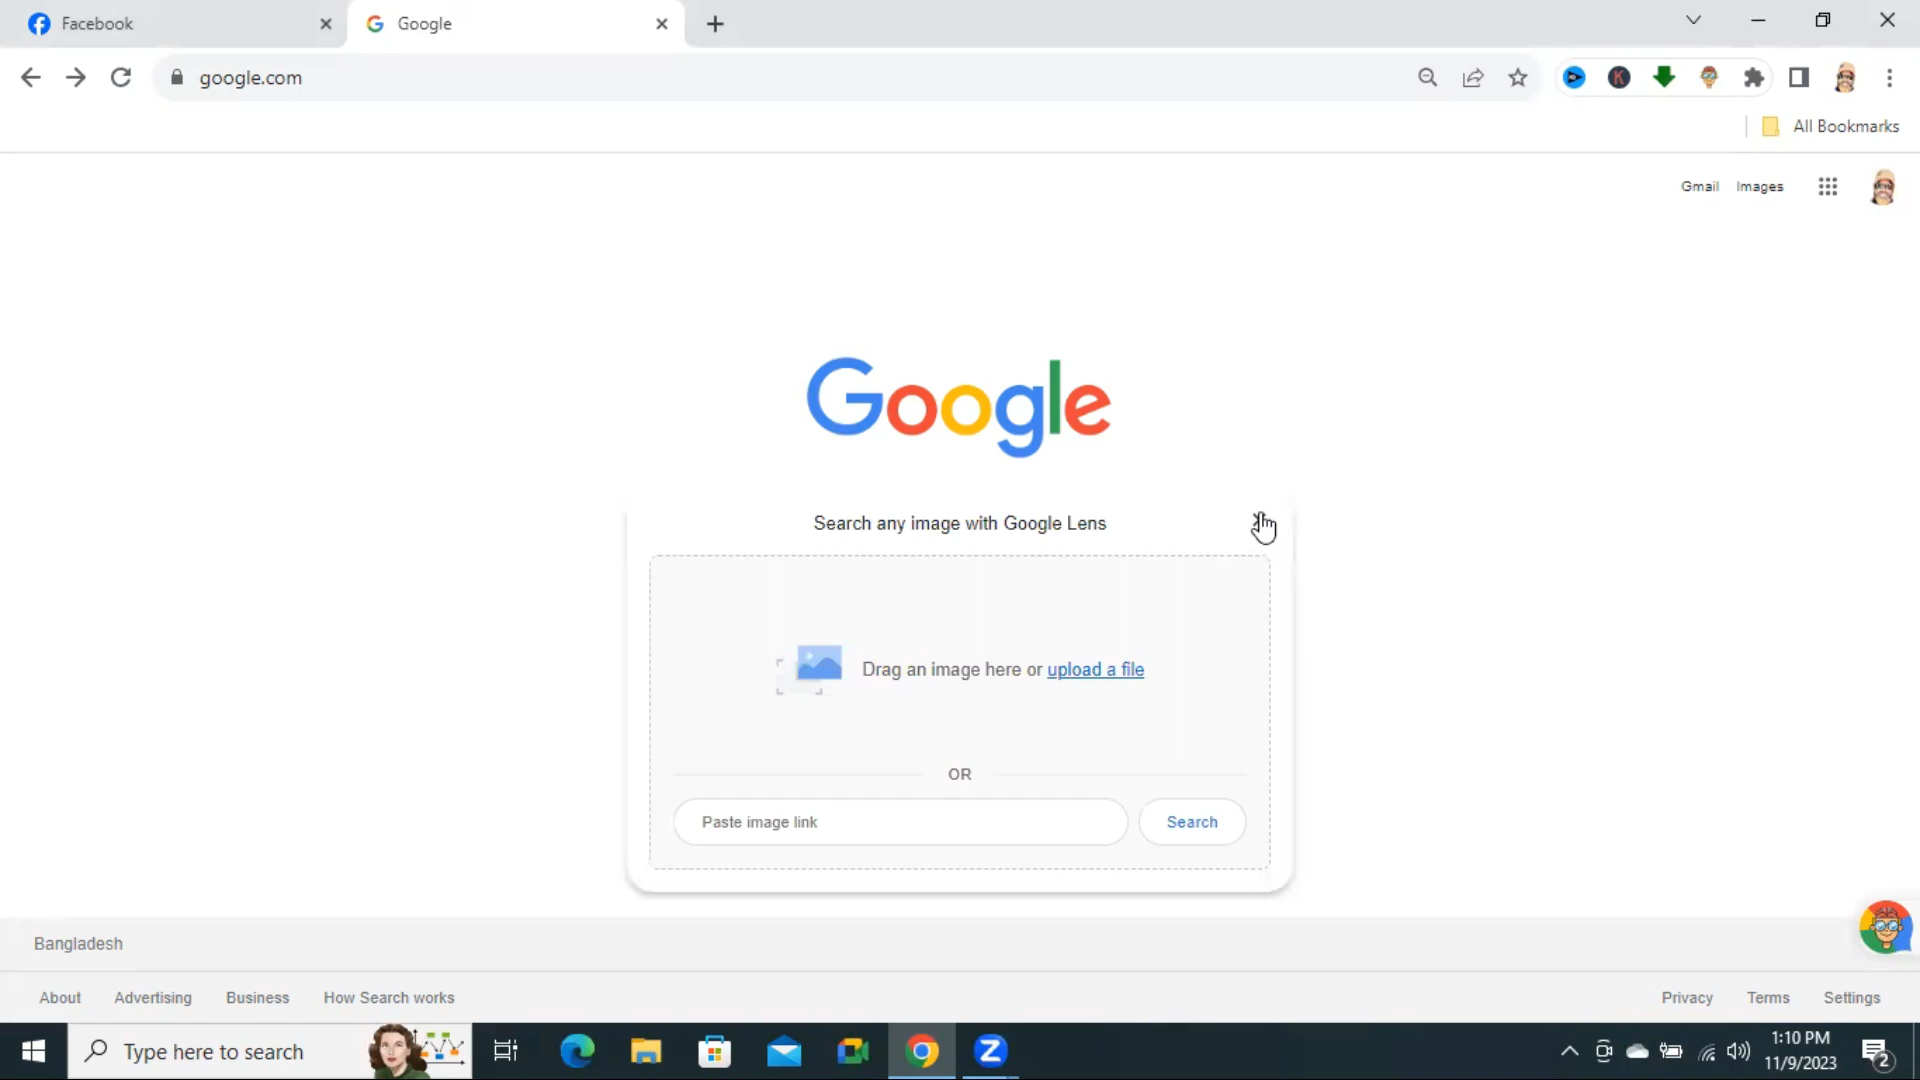 Facebook
Google
google.com
All Bookmarks
Gmail Images
Google
Search any image with Google Lens
Drag an image here or upload a file
OR
Paste image link
Search
Bangladesh
About Advertising Business How Search works
Privacy Terms Settings
Type here to search
1:10 PM
11/9/2023
2